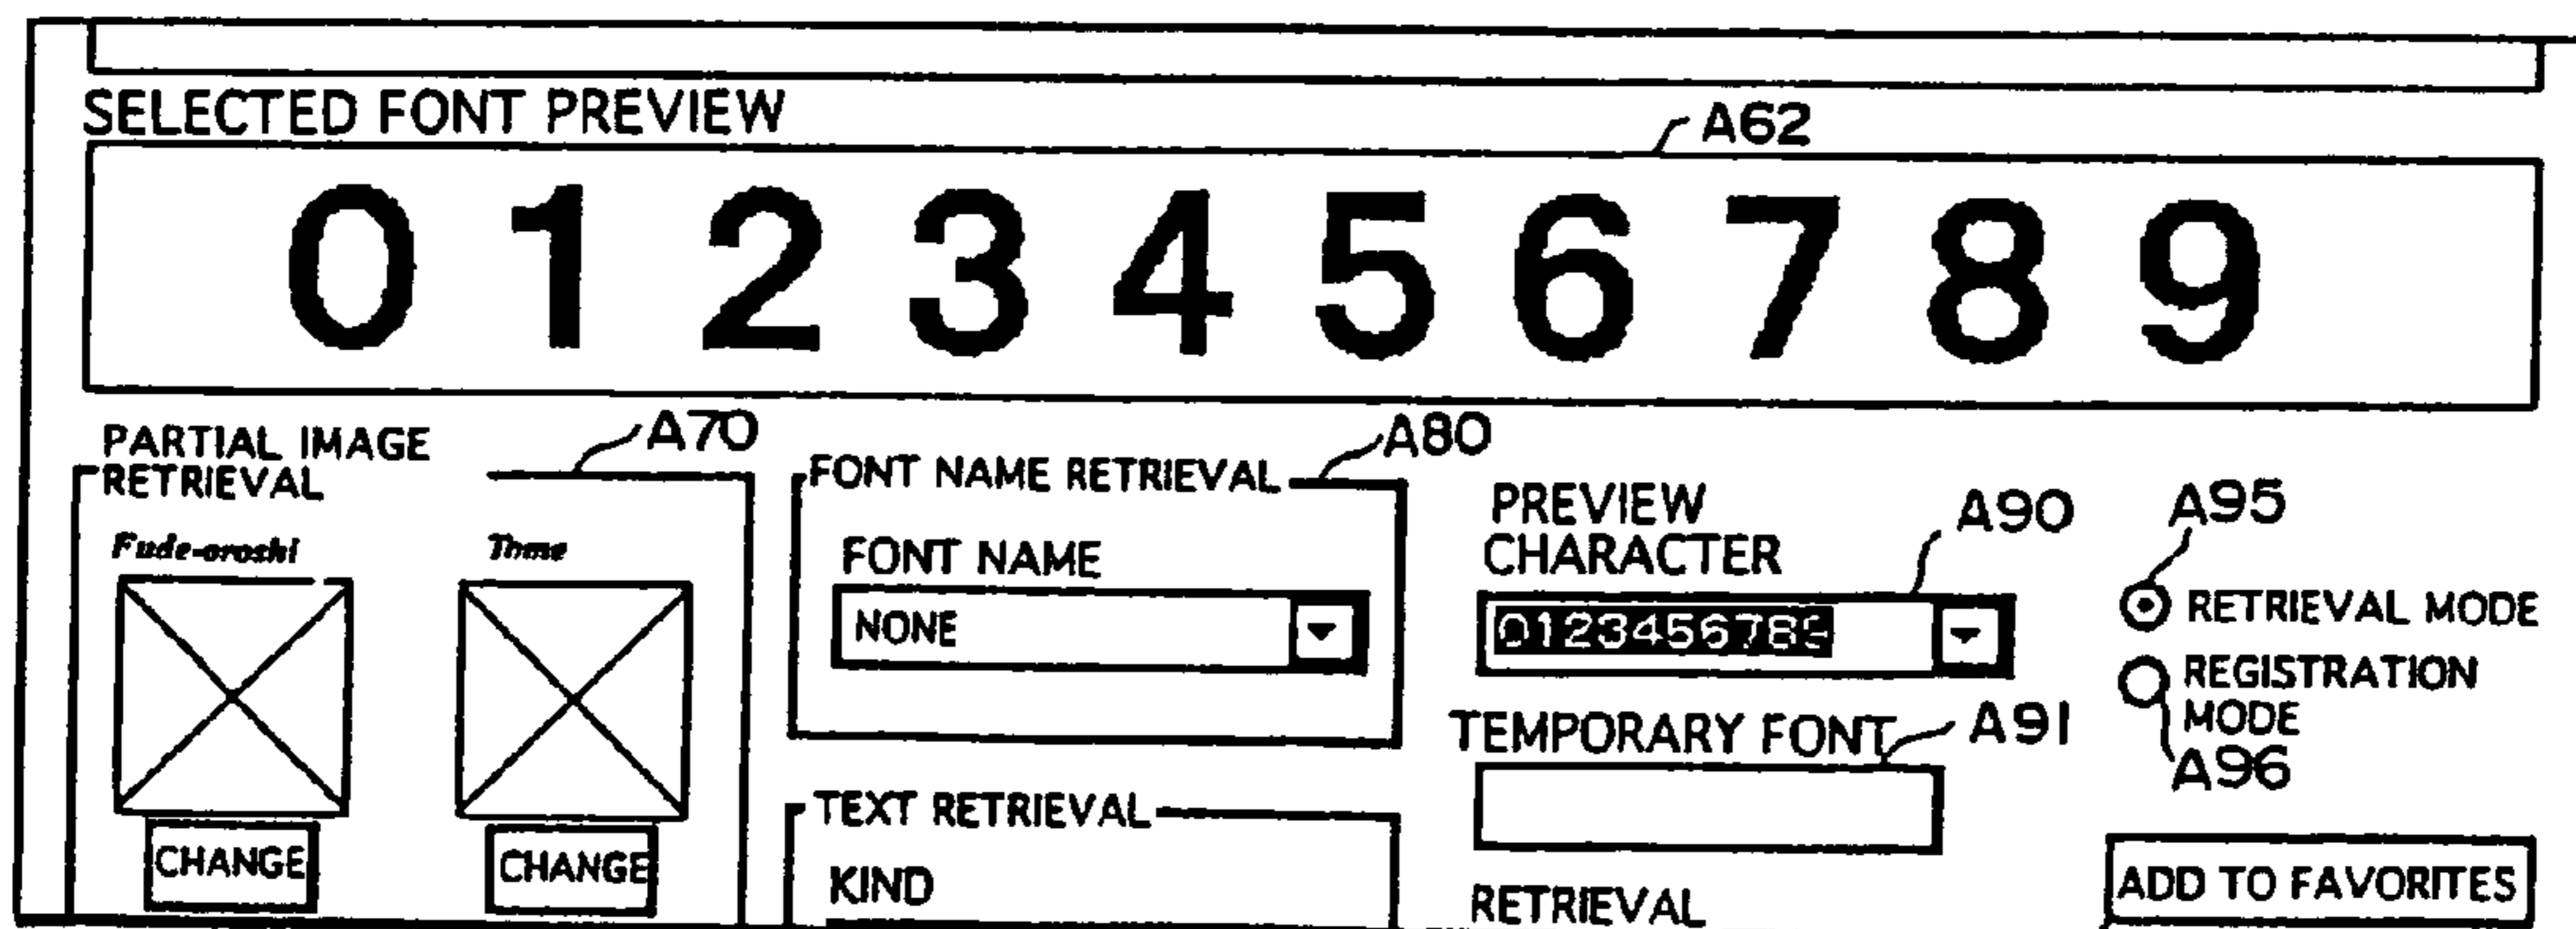 SELECTED FONT PREVIEW
A62
0 1 2 3 4 5 6 7 8 9
PARTIAL IMAGE
RETRIEVAL
A70
Fude-oroshi
Tome
CHANGE
CHANGE
FONT NAME RETRIEVAL
A80
FONT NAME
NONE
TEXT RETRIEVAL
KIND
PREVIEW
CHARACTER
A90
0123456789
TEMPORARY FONT
A91
RETRIEVAL
A95
RETRIEVAL MODE
REGISTRATION
MODE
A96
ADD TO FAVORITES